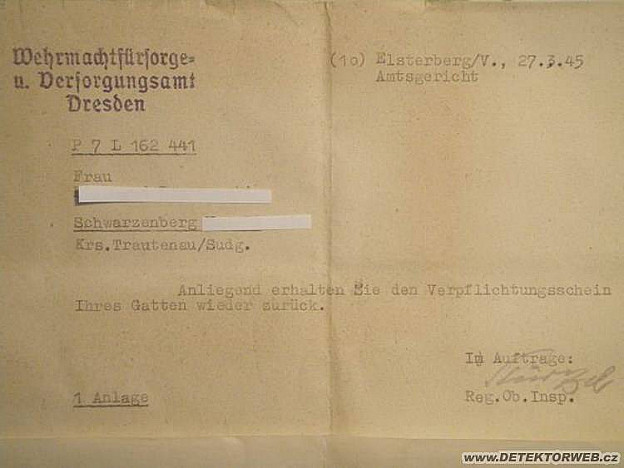 Wehrmachtfürsorge=
u. Versorgungsamt
Dresden
(10) Elsterberg/V., 27.3.45
Amtsgericht
P 7 L 162 441
Frau
Schwarzenberg
Krs.Trautenau/Sudg.
Anliegend erhalten Sie den Verpflichtungsschein
Ihres Gatten wieder zurück.
Im Auftrage:
1 Anlage
Reg.Ob.Insp.
www.DETEKTORWEB.cz